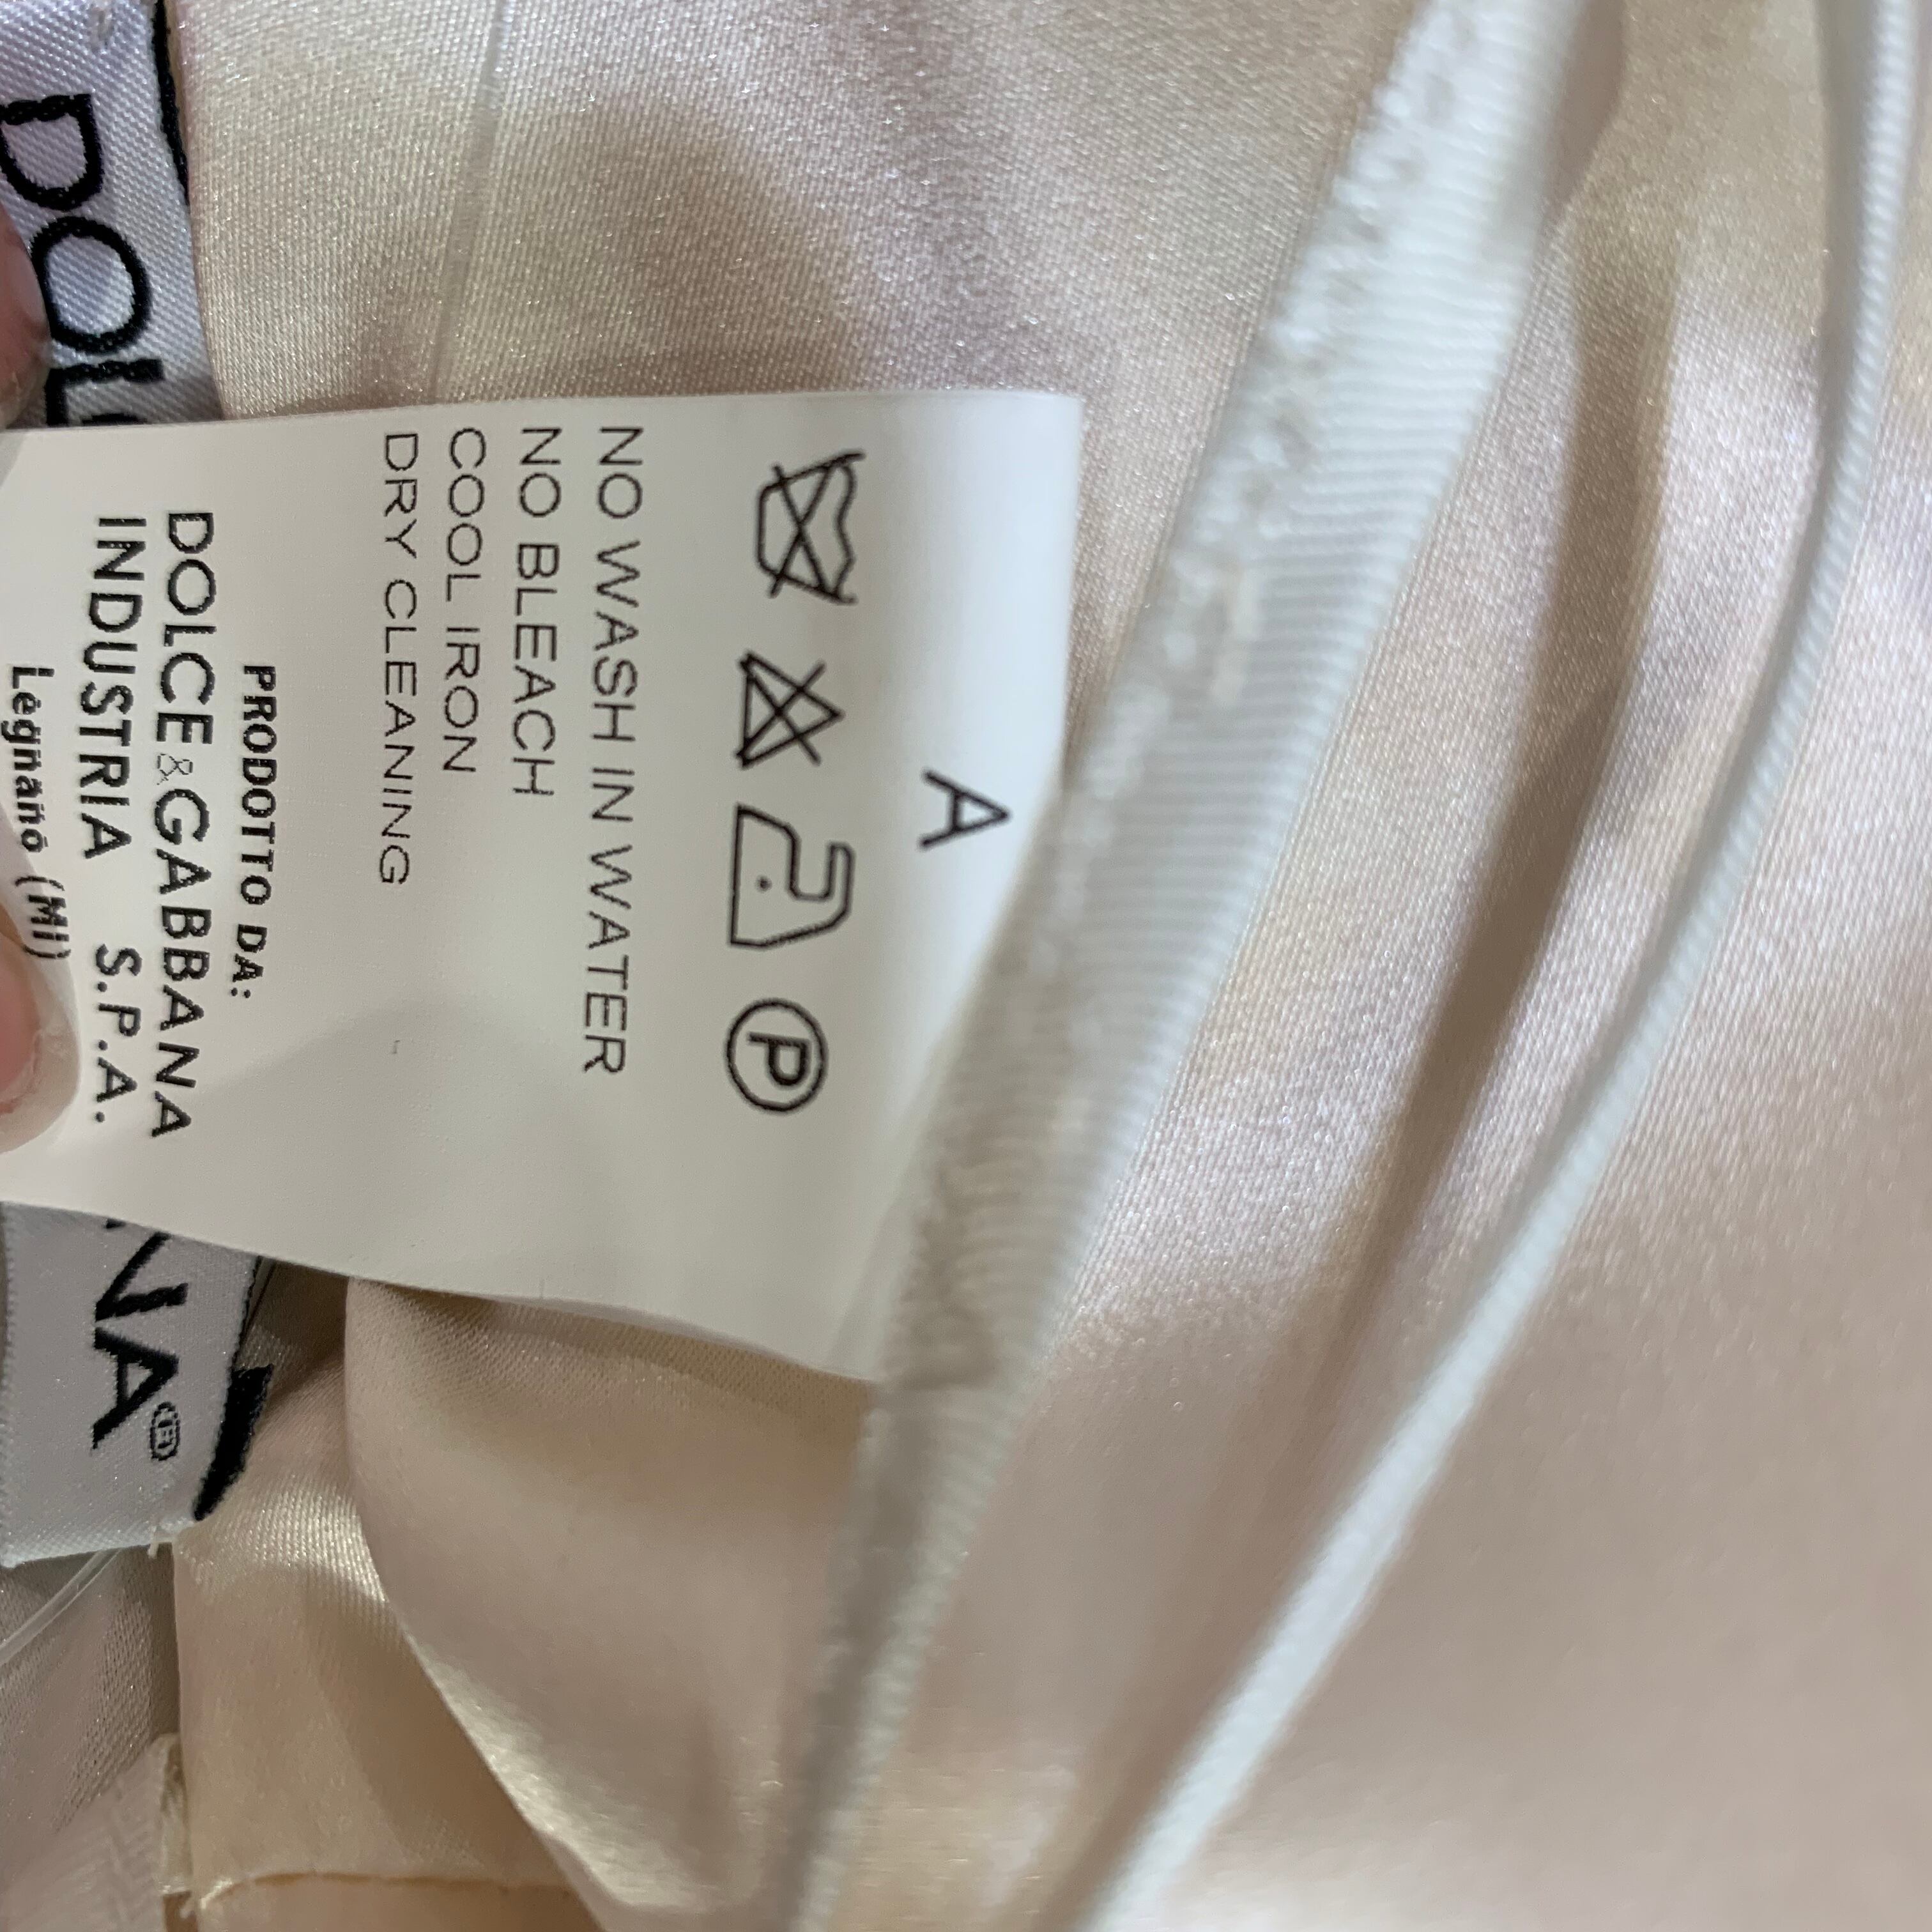 A
P
NO WASH IN WATER
NO BLEACH
COOL IRON
DRY CLEANING
PRODOTTO DA:
DOLCE&GABBANA
INDUSTRIA S.P.A.
Legnano (MI)